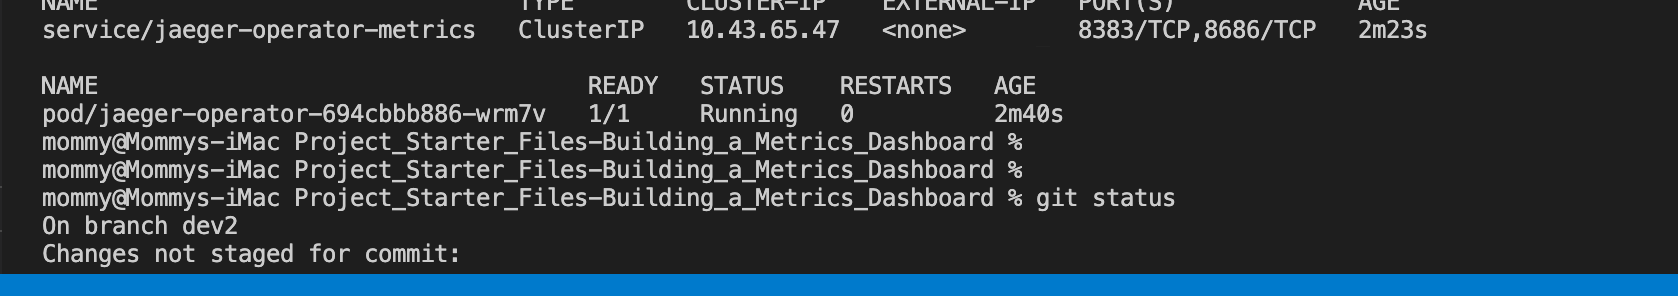 NAME TYPE CLUSTER-IP EXTERNAL-IP PORT(S) AGE
service/jaeger-operator-metrics ClusterIP 10.43.65.47 <none> 8383/TCP,8686/TCP 2m23s
NAME READY STATUS RESTARTS AGE
pod/jaeger-operator-694cbbb886-wrm7v 1/1 Running 0 2m40s
mommy@Mommys-iMac Project_Starter_Files-Building_a_Metrics_Dashboard %
mommy@Mommys-iMac Project_Starter_Files-Building_a_Metrics_Dashboard %
mommy@Mommys-iMac Project_Starter_Files-Building_a_Metrics_Dashboard % git status
On branch dev2
Changes not staged for commit: